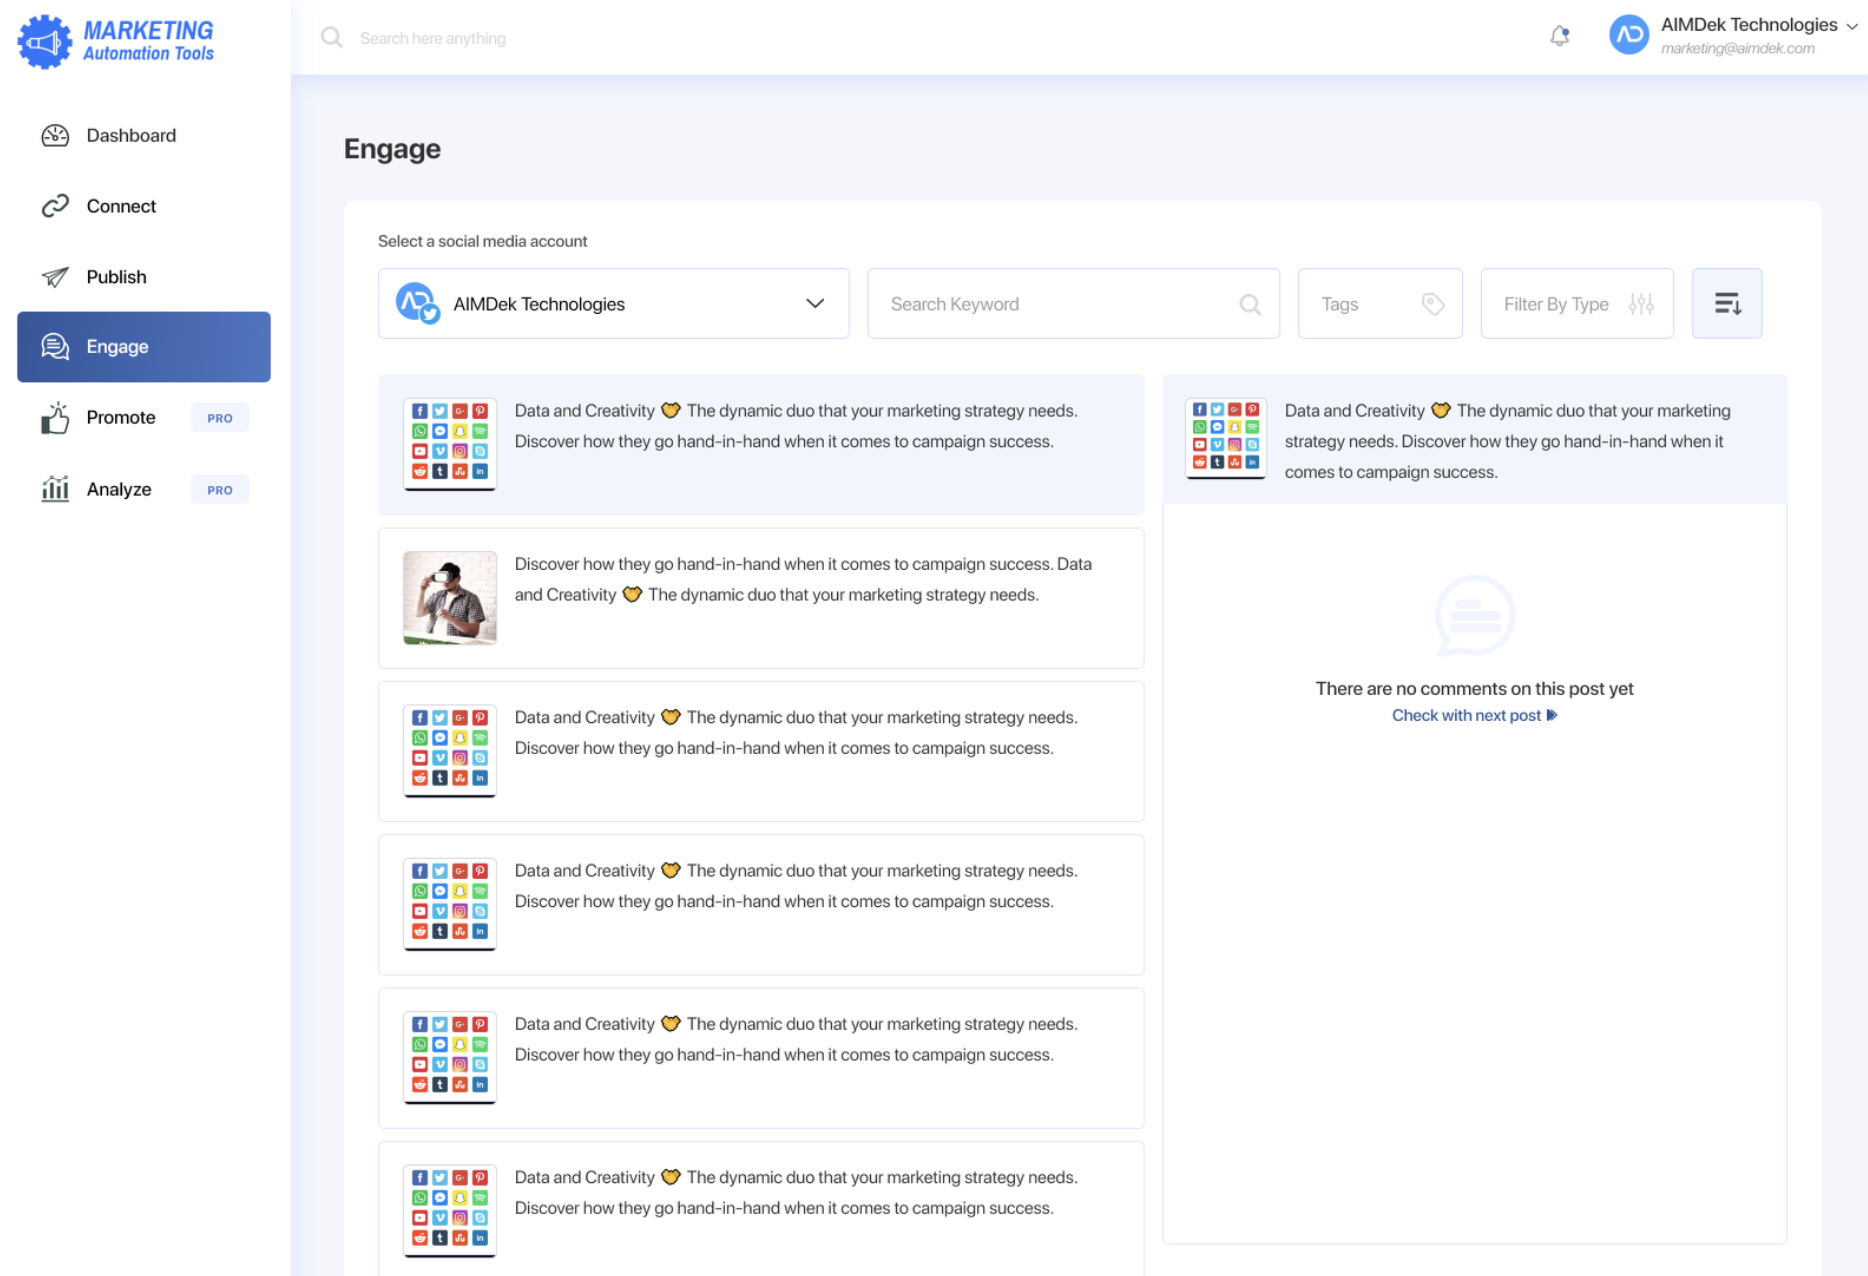 MARKETING
Automation Tools
Search here anything
AIMDek Technologies
marketing@aimdek.com
Dashboard
Connect
Publish
Engage
Promote PRO
Analyze PRO
Engage
Select a social media account
AIMDek Technologies
Search Keyword
Tags
Filter By Type
Data and Creativity The dynamic duo that your marketing strategy needs.
Discover how they go hand-in-hand when it comes to campaign success.
Discover how they go hand-in-hand when it comes to campaign success. Data
and Creativity The dynamic duo that your marketing strategy needs.
Data and Creativity The dynamic duo that your marketing strategy needs.
Discover how they go hand-in-hand when it comes to campaign success.
Data and Creativity The dynamic duo that your marketing strategy needs.
Discover how they go hand-in-hand when it comes to campaign success.
Data and Creativity The dynamic duo that your marketing strategy needs.
Discover how they go hand-in-hand when it comes to campaign success.
Data and Creativity The dynamic duo that your marketing strategy needs.
Discover how they go hand-in-hand when it comes to campaign success.
Data and Creativity The dynamic duo that your marketing
strategy needs. Discover how they go hand-in-hand when it
comes to campaign success.
There are no comments on this post yet
Check with next post